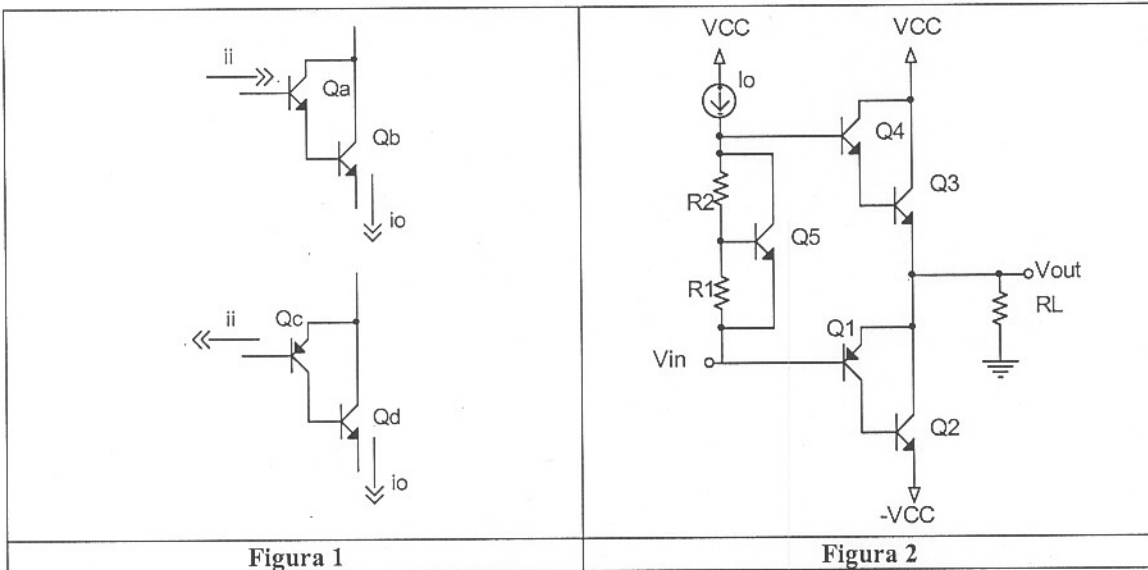 ii
Qa
Qb
io
ii
Qc
Qd
io
Figura 1
VCC
VCC
Io
Q4
Q3
R2
Q5
R1
Vout
RL
Q1
Vin
Q2
-VCC
Figura 2